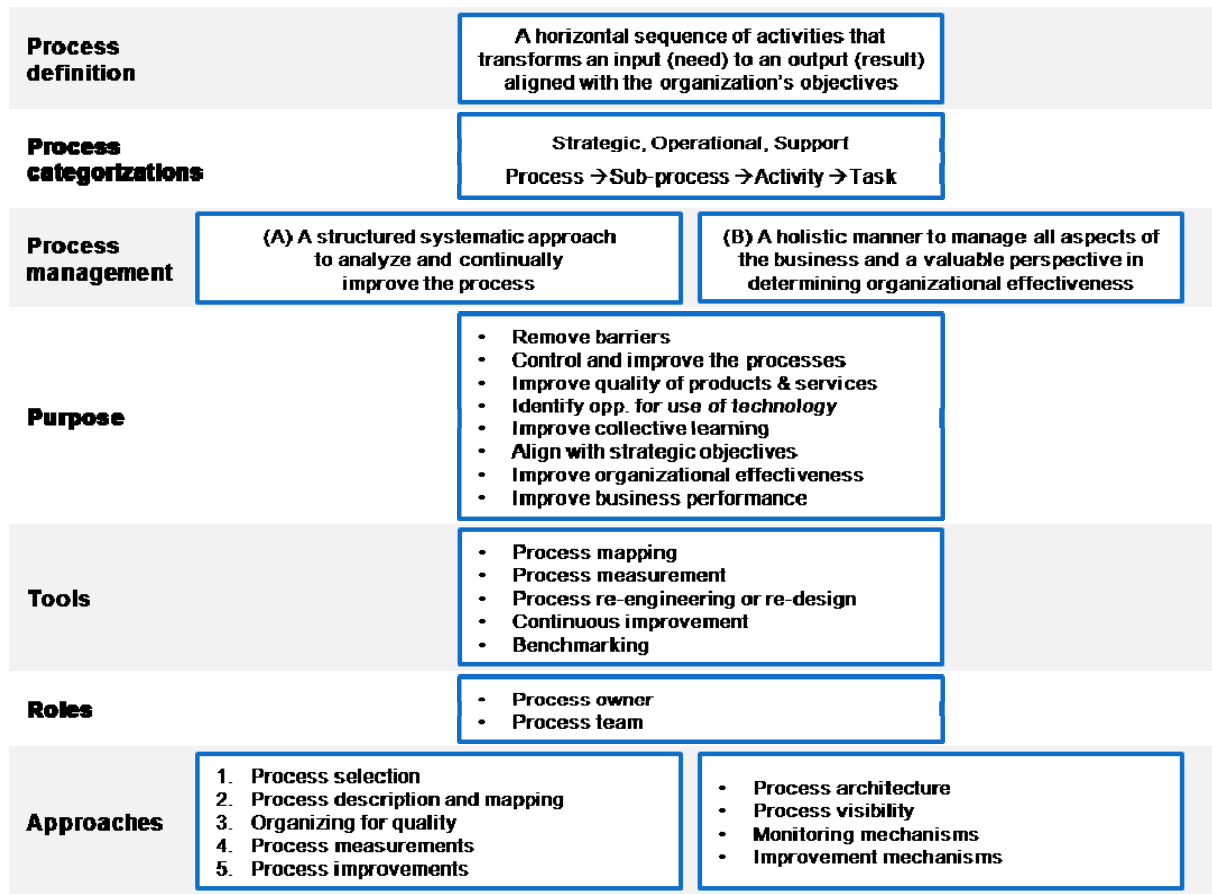 Process
definition
A horizontal sequence of activities that
transforms an input (need) to an output (result)
aligned with the organization's objectives
Process
categorizations
Strategic, Operational, Support
Process →Sub-process →Activity →Task
Process
management
(A) A structured systematic approach
to analyze and continually
improve the process
(B) A holistic manner to manage all aspects of
the business and a valuable perspective in
determining organizational effectiveness
Purpose
• Remove barriers
• Control and improve the processes
• Improve quality of products & services
• Identify opp. for use of technology
• Improve collective learning
• Align with strategic objectives
• Improve organizational effectiveness
• Improve business performance
Tools
• Process mapping
• Process measurement
• Process re-engineering or re-design
• Continuous improvement
• Benchmarking
Roles
• Process owner
• Process team
Approaches
1. Process selection
2. Process description and mapping
3. Organizing for quality
4. Process measurements
5. Process improvements
• Process architecture
• Process visibility
• Monitoring mechanisms
• Improvement mechanisms